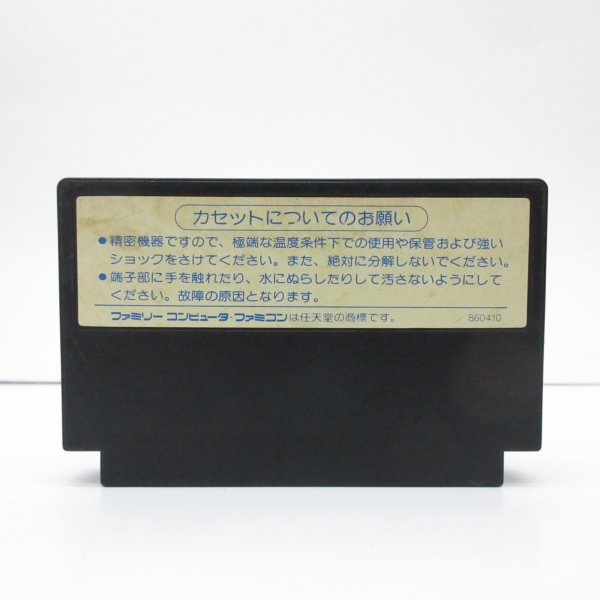 カセットについてのお願い
●精密機器ですので、極端な温度条件下での使用や保管および強い
ショックをさけてください。また、絶対に分解しないでください。
●端子部に手を触れたり、水にぬらしたりして汚さないようにして
ください。故障の原因となります。
ファミリー コンピュータ・ファミコンは任天堂の商標です。 860410